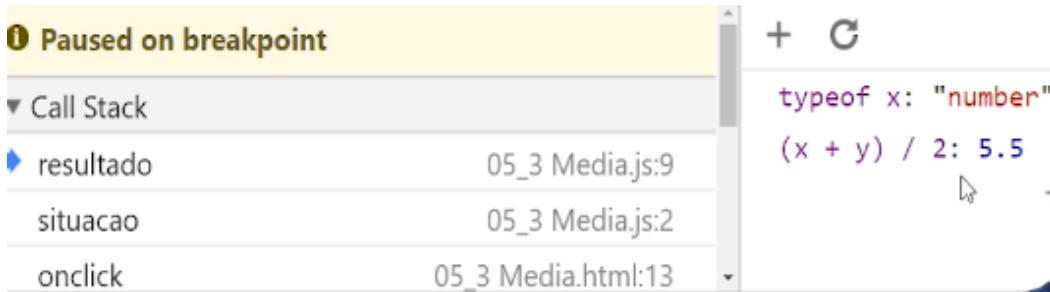 Paused on breakpoint
Call Stack
resultado 05_3 Media.js:9
situacao 05_3 Media.js:2
onclick 05_3 Media.html:13
typeof x: "number"
(x + y) / 2: 5.5